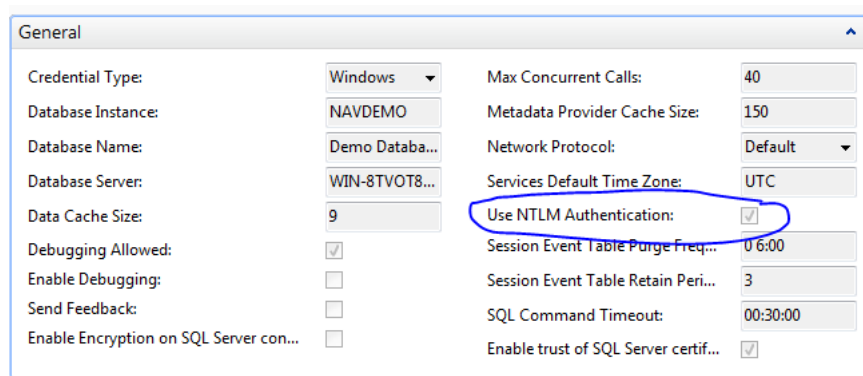 General
Credential Type: Windows
Database Instance: NAVDEMO
Database Name: Demo Databa...
Database Server: WIN-8TVOT8...
Data Cache Size: 9
Debugging Allowed:
Enable Debugging:
Send Feedback:
Enable Encryption on SQL Server con...
Max Concurrent Calls: 40
Metadata Provider Cache Size: 150
Network Protocol: Default
Services Default Time Zone: UTC
Use NTLM Authentication:
Session Event Table Purge Freq... 0 6:00
Session Event Table Retain Peri... 3
SQL Command Timeout: 00:30:00
Enable trust of SQL Server certif...